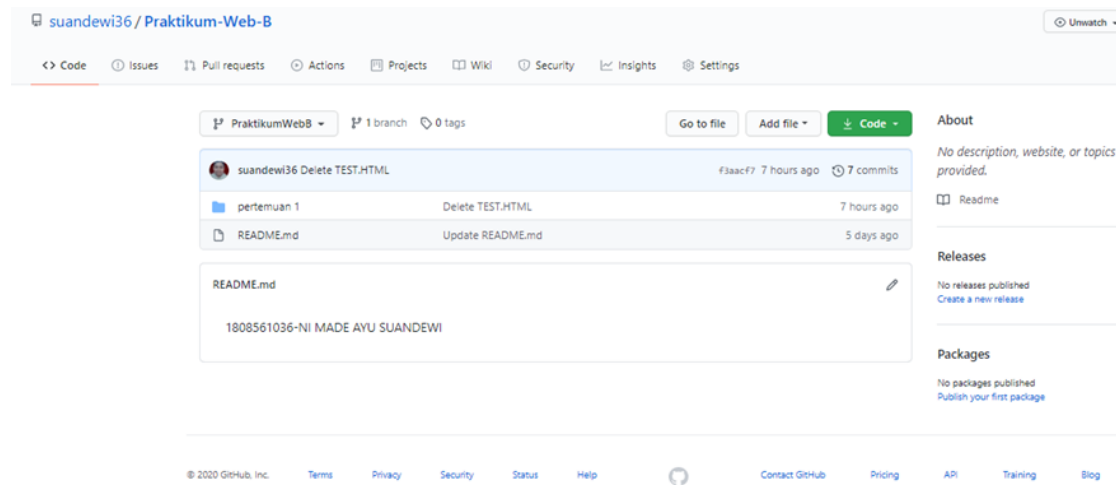 suandewi36 / Praktikum-Web-B
Unwatch
Code Issues Pull requests Actions Projects Wiki Security Insights Settings
PraktikumWebB 1 branch 0 tags Go to file Add file Code
suandewi36 Delete TEST.HTML f3aacf7 7 hours ago 7 commits
pertemuan 1 Delete TEST.HTML 7 hours ago
README.md Update README.md 5 days ago
README.md
1808561036-NI MADE AYU SUANDEWI
About
No description, website, or topics
provided.
Readme
Releases
No releases published
Create a new release
Packages
No packages published
Publish your first package
© 2020 GitHub, Inc. Terms Privacy Security Status Help Contact GitHub Pricing API Training Blog